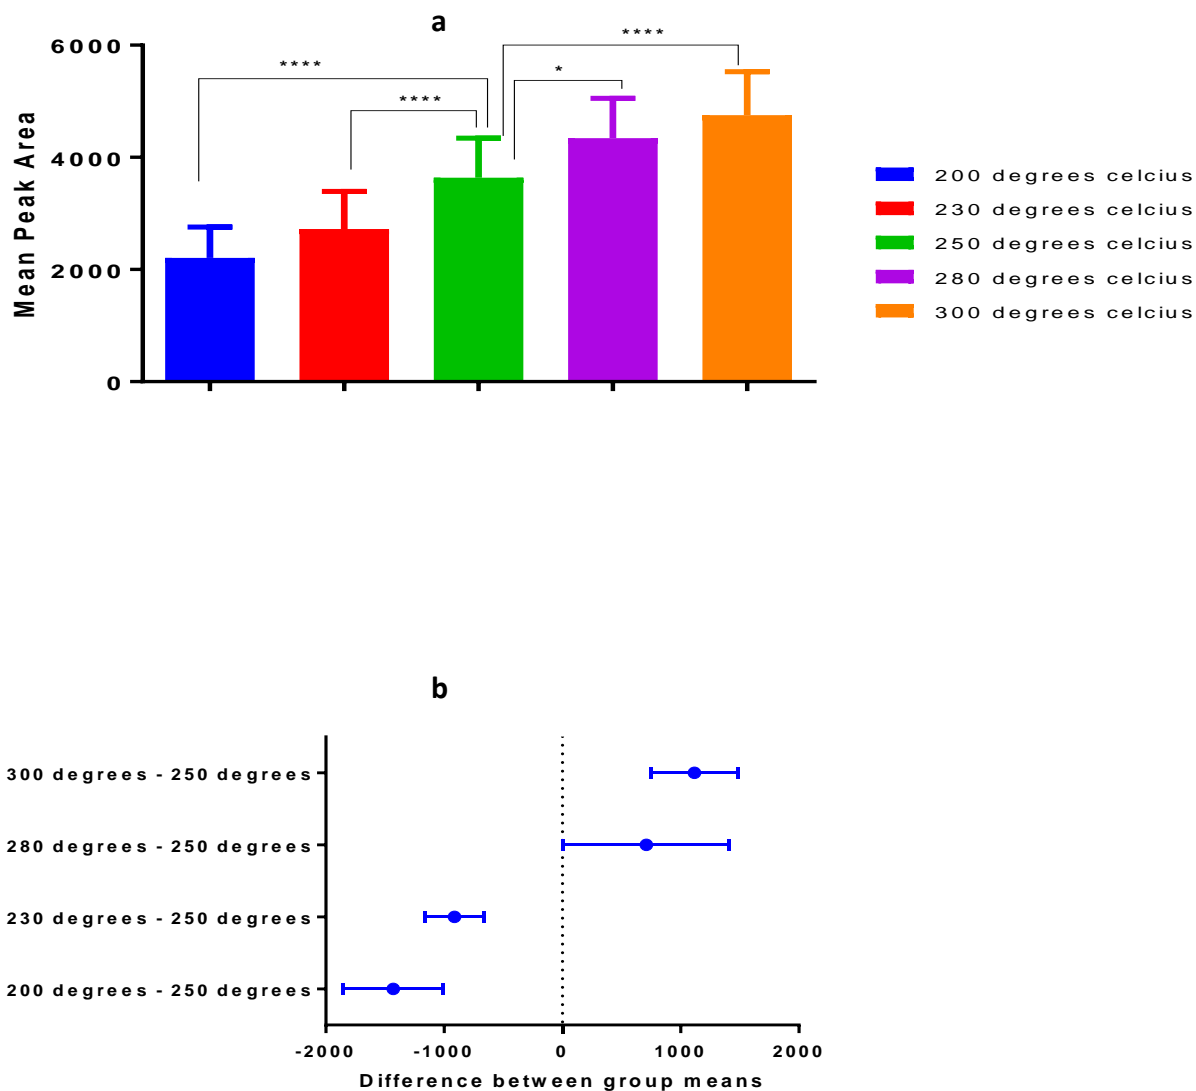 a
6000
4000
2000
0
Mean Peak Area
****
****
*
****
200 degrees celcius
230 degrees celcius
250 degrees celcius
280 degrees celcius
300 degrees celcius
b
300 degrees - 250 degrees
280 degrees - 250 degrees
230 degrees - 250 degrees
200 degrees - 250 degrees
-2000 -1000 0 1000 2000
Difference between group means